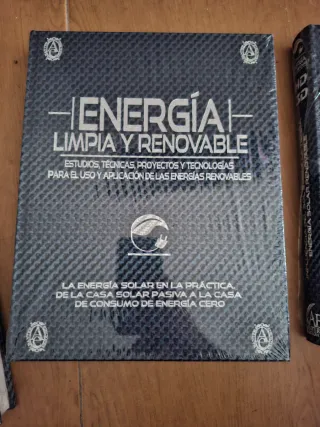 ENERGÍA
LIMPIA Y RENOVABLE
ESTUDIOS, TÉCNICAS, PROYECTOS Y TECNOLOGÍAS
PARA EL USO Y APLICACIÓN DE LAS ENERGÍAS RENOVABLES
LA ENERGÍA SOLAR EN LA PRÁCTICA.
DE LA CASA SOLAR PASIVA A LA CASA
DE CONSUMO DE ENERGÍA CERO